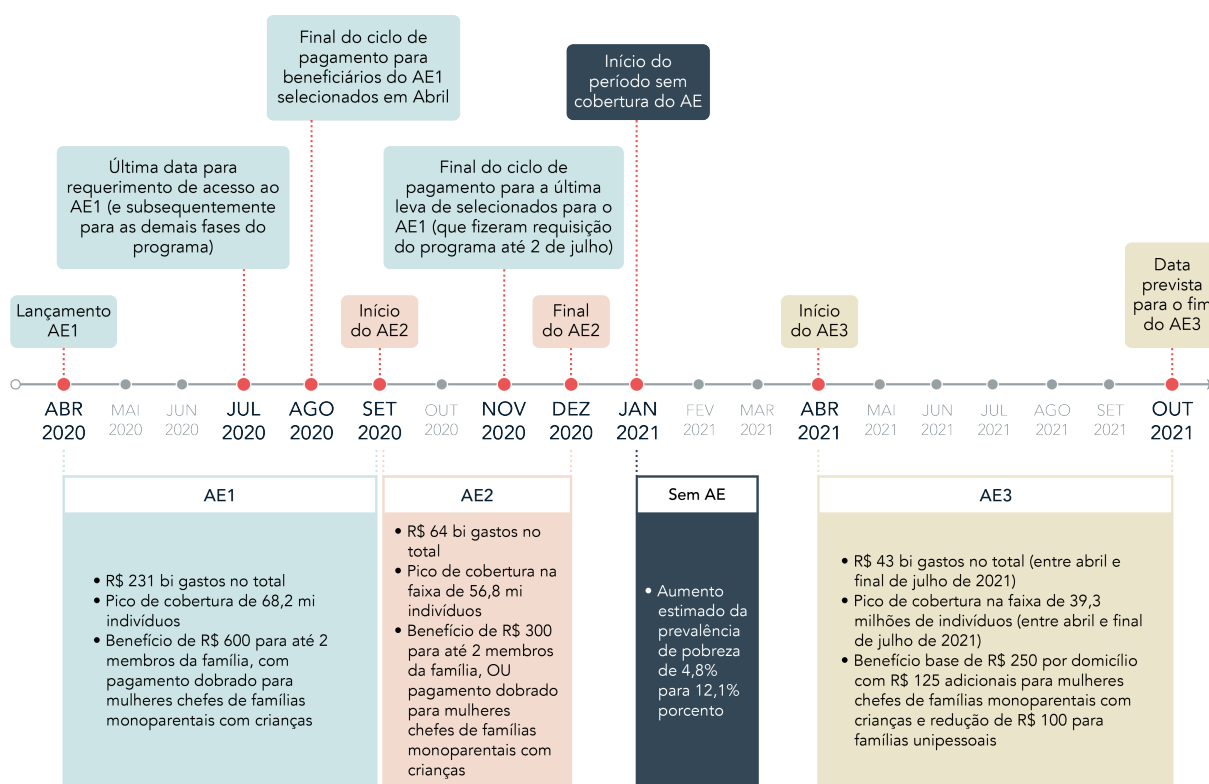 Final do ciclo de
pagamento para
beneficiários do AE1
selecionados em Abril
Início do
período sem
cobertura do AE
Última data para
requerimento de acesso ao
AE1 (e subsequentemente
para as demais fases do
programa)
Final do ciclo de
pagamento para a última
leva de selecionados para o
AE1 (que fizeram requisição
do programa até 2 de julho)
Data
prevista
para o fim
do AE3
Lançamento
AE1
Início
do AE2
Final
do AE2
Início
do AE3
ABR
2020
MAI
2020
JUN
2020
JUL
2020
AGO
2020
SET
2020
OUT
2020
NOV
2020
DEZ
2020
JAN
2021
FEV
2021
MAR
2021
ABR
2021
MAI
2021
JUN
2021
JUL
2021
AGO
2021
SET
2021
OUT
2021
AE1
• R$ 231 bi gastos no total
• Pico de cobertura de 68,2 mi
indivíduos
• Benefício de R$ 600 para até 2
membros da família, com
pagamento dobrado para
mulheres chefes de famílias
monoparentais com crianças
AE2
• R$ 64 bi gastos no
total
• Pico de cobertura na
faixa de 56,8 mi
indivíduos
• Benefício de R$ 300
para até 2 membros
da família, OU
pagamento dobrado
para mulheres
chefes de famílias
monoparentais com
crianças
Sem AE
• Aumento
estimado da
prevalência
de pobreza
de 4,8%
para 12,1%
porcento
AE3
• R$ 43 bi gastos no total (entre abril e
final de julho de 2021)
• Pico de cobertura na faixa de 39,3
milhões de indivíduos (entre abril e final
de julho de 2021)
• Benefício base de R$ 250 por domicílio
com R$ 125 adicionais para mulheres
chefes de famílias monoparentais com
crianças e redução de R$ 100 para
famílias unipessoais